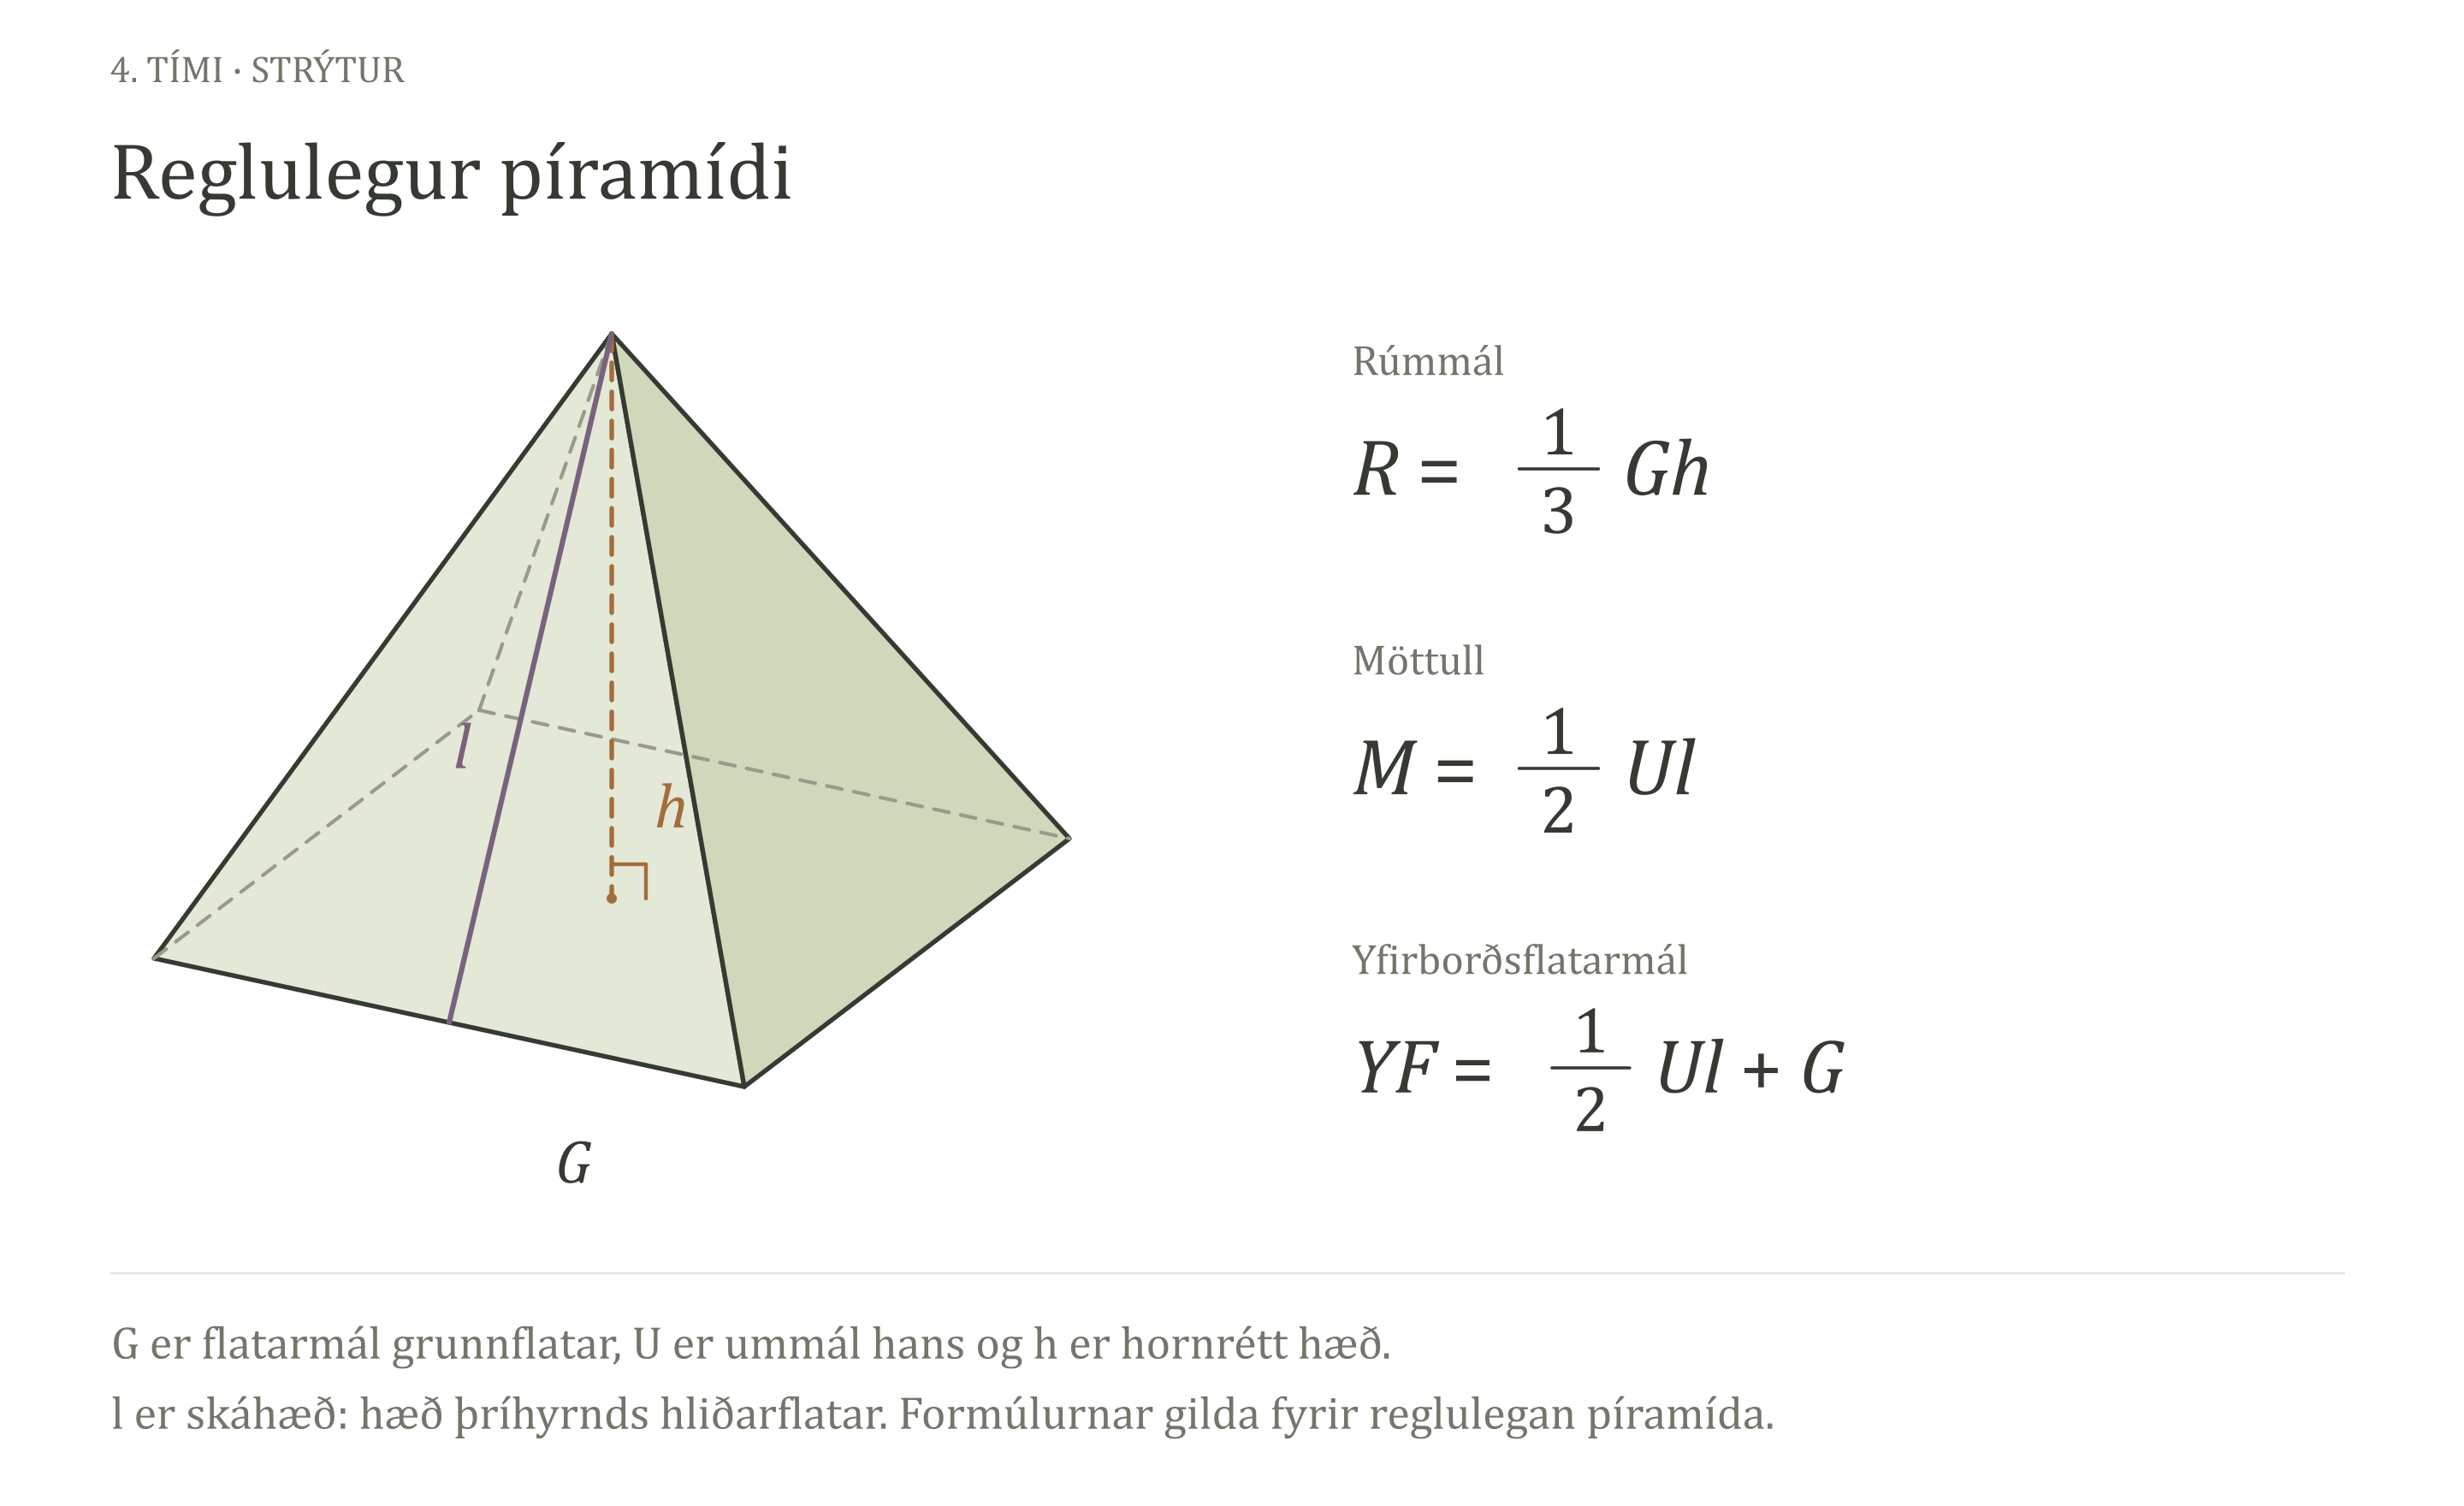 4. TÍMI · STRÝTUR
Reglulegur píramídi
l
h
G
Rúmmál
R = 1/3 Gh
Möttull
M = 1/2 Ul
Yfirborðsflatarmál
YF = 1/2 Ul + G
G er flatarmál grunnflatar, U er ummál hans og h er hornrétt hæð.
l er skáhæð: hæð þríhyrnds hliðarflatar. Formúlurnar gilda fyrir reglulegan píramída.